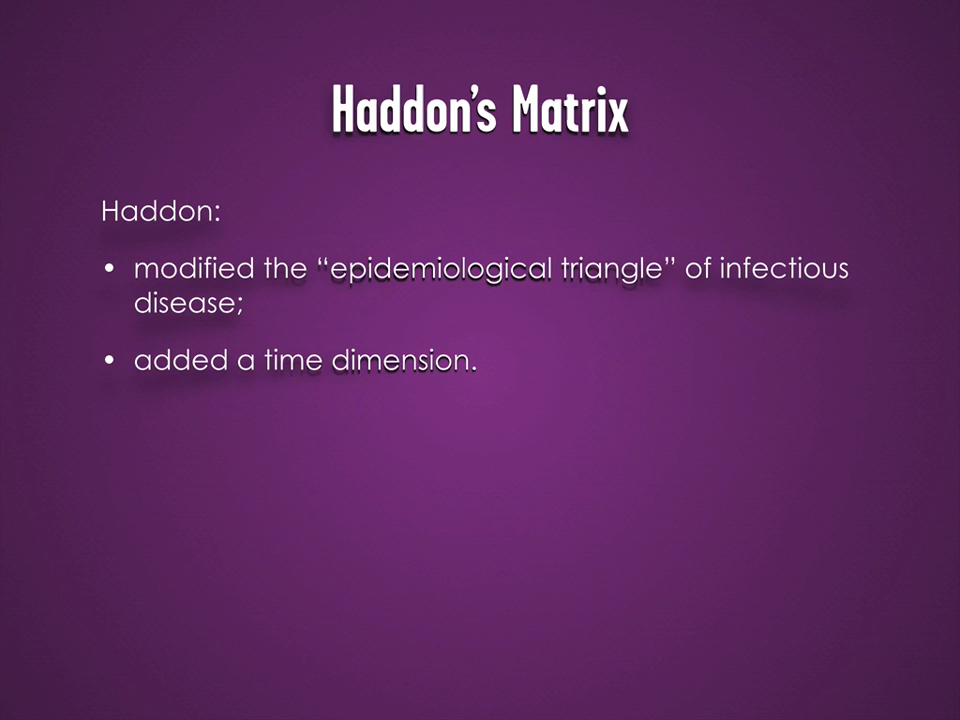 Haddon’s Matrix
Haddon:
• modified the “epidemiological triangle” of infectious
disease;
• added a time dimension.